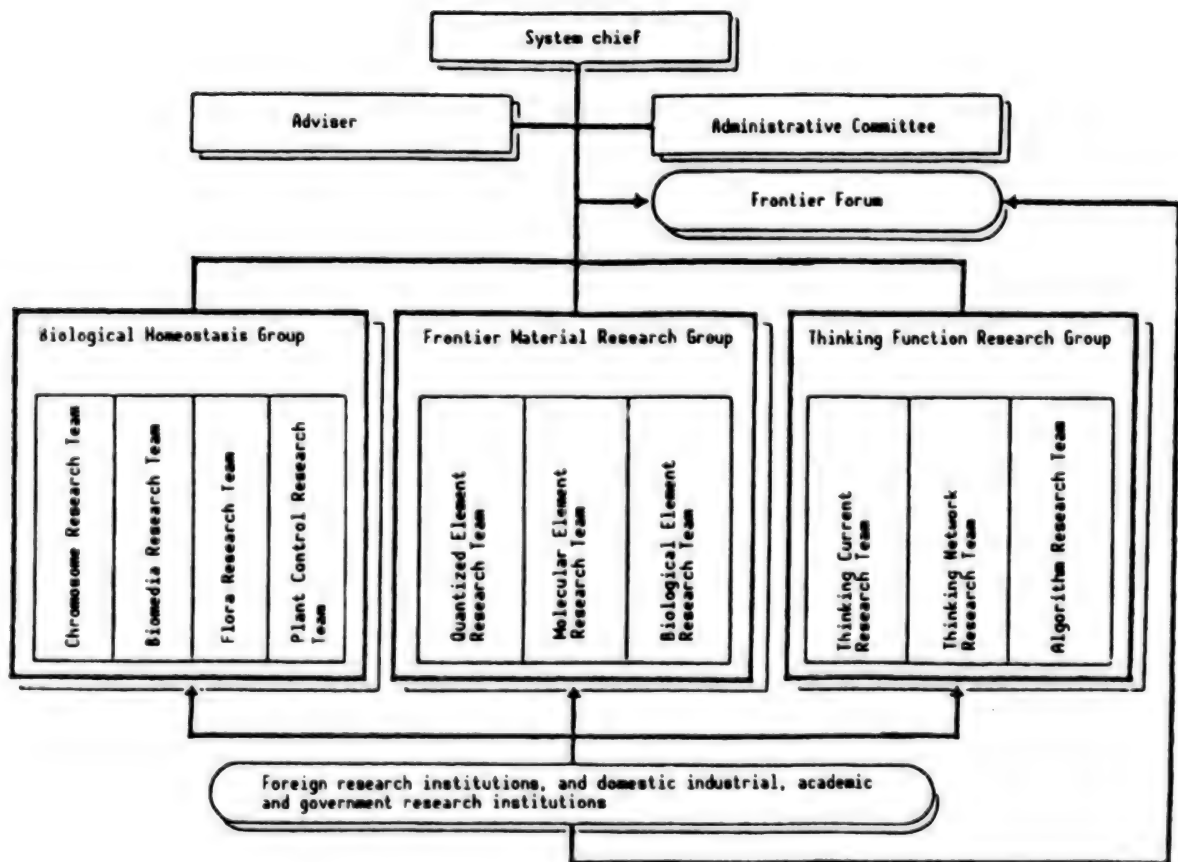 System chief
Adviser
Administrative Committee
Frontier Forum
Biological Homeostasis Group
Chromosome Research Team
Biomedia Research Team
Flora Research Team
Plant Control Research
Team
Frontier Material Research Group
Quantized Element
Research Team
Molecular Element
Research Team
Biological Element
Research Team
Thinking Function Research Group
Thinking Current
Research Team
Thinking Network
Research Team
Algorithm Research Team
Foreign research institutions, and domestic industrial, academic
and government research institutions